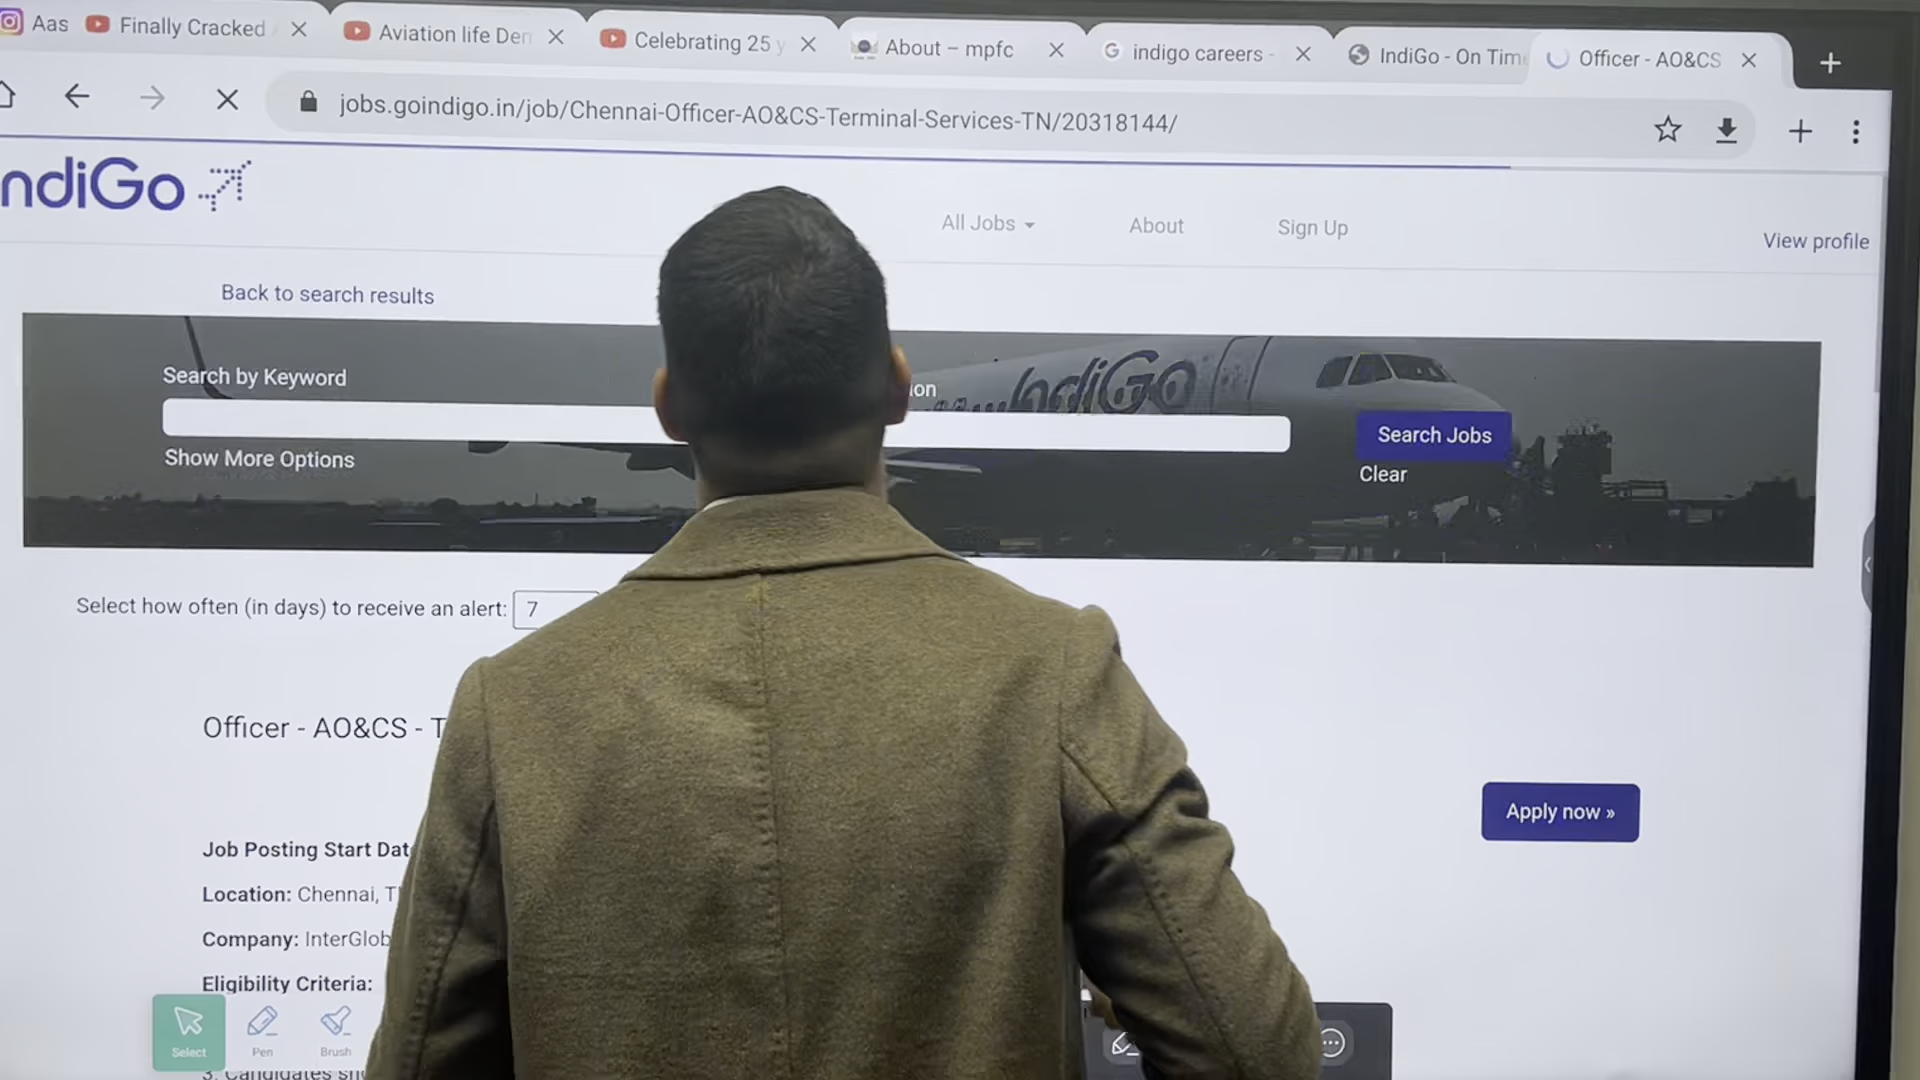 Aas
Finally Cracked
Aviation life Den
Celebrating 25 y
About – mpfc
indigo careers -
IndiGo - On Tim
Officer - AO&CS
jobs.goindigo.in/job/Chennai-Officer-AO&CS-Terminal-Services-TN/20318144/
ndiGo
All Jobs
About
Sign Up
View profile
Back to search results
Search by Keyword
ion
IndiGo
Search Jobs
Show More Options
Clear
Select how often (in days) to receive an alert: 7
Officer - AO&CS - T
Apply now »
Job Posting Start Dat
Location: Chennai, T
Company: InterGlob
Eligibility Criteria:
Select
Pen
Brush
3. Candidates sh